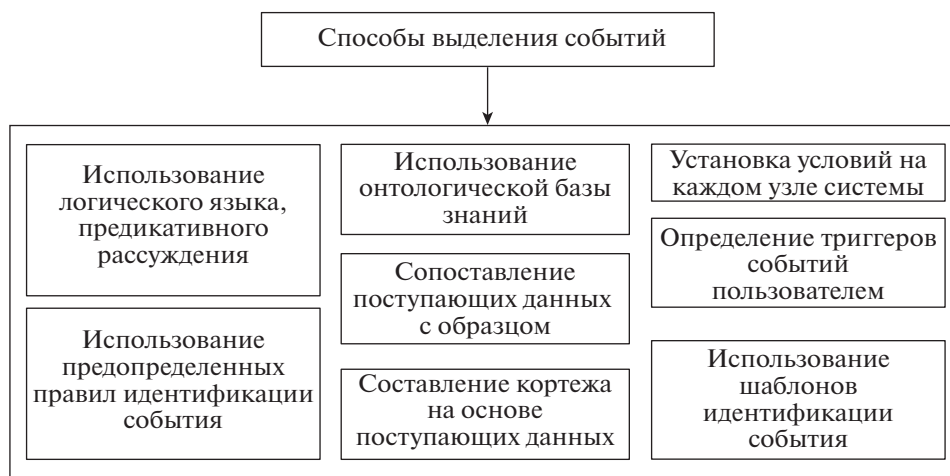 Способы выделения событий
Использование
логического языка,
предикативного
рассуждения
Использование
предопределенных
правил идентификации
события
Использование
онтологической базы
знаний
Сопоставление
поступающих данных
с образцом
Составление кортежа
на основе
поступающих данных
Установка условий на
каждом узле системы
Определение триггеров
событий
пользователем
Использование
шаблонов
идентификации
события